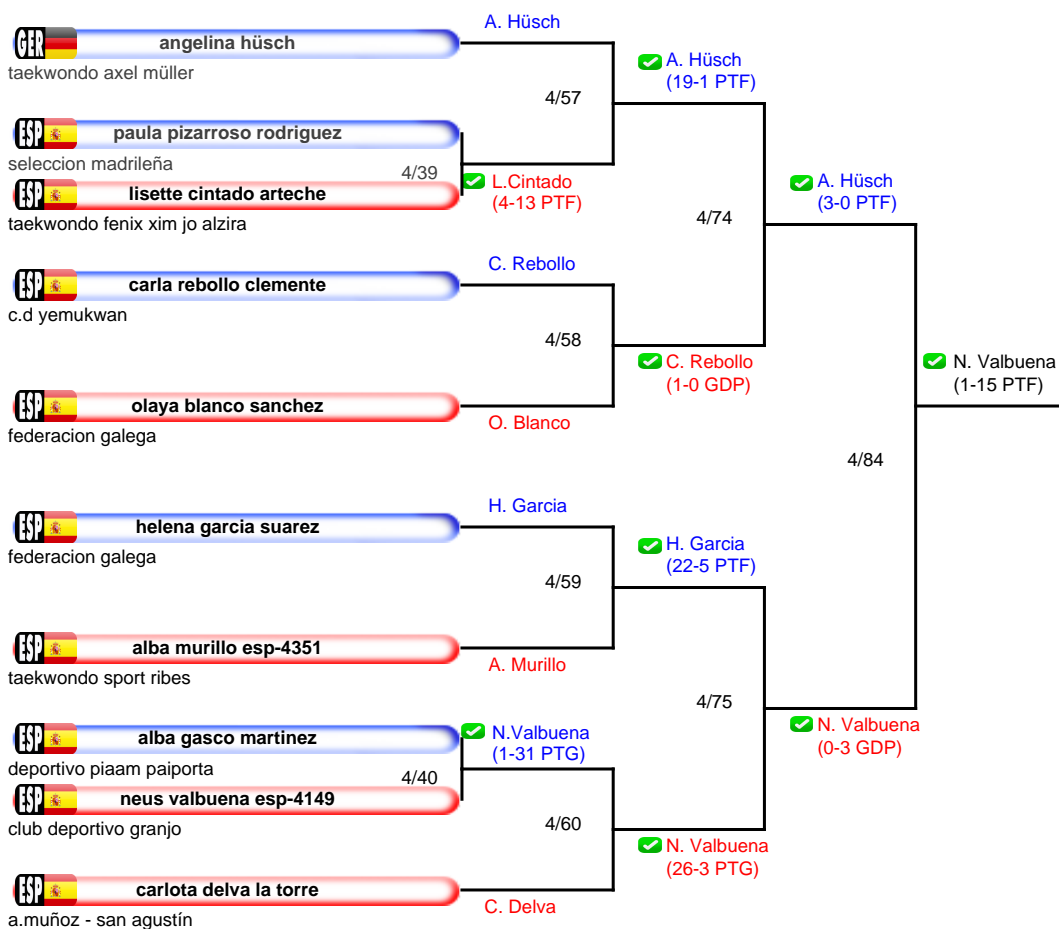 A. Hüsch
GER angelina hüsch
taekwondo axel müller
A. Hüsch
(19-1 PTF)
4/57
ESP paula pizarroso rodriguez
seleccion madrileña
4/39
ESP lisette cintado arteche
taekwondo fenix xim jo alzira
L.Cintado
(4-13 PTF)
A. Hüsch
(3-0 PTF)
4/74
C. Rebollo
ESP carla rebollo clemente
c.d yemukwan
4/58
C. Rebollo
(1-0 GDP)
N. Valbuena
(1-15 PTF)
ESP olaya blanco sanchez
federacion galega
O. Blanco
4/84
H. Garcia
ESP helena garcia suarez
federacion galega
H. Garcia
(22-5 PTF)
4/59
ESP alba murillo esp-4351
taekwondo sport ribes
A. Murillo
4/75
N. Valbuena
(0-3 GDP)
ESP alba gasco martinez
deportivo piaam paiporta
N.Valbuena
(1-31 PTG)
4/40
ESP neus valbuena esp-4149
club deportivo granjo
4/60
N. Valbuena
(26-3 PTG)
ESP carlota delva la torre
a.muñoz - san agustín
C. Delva